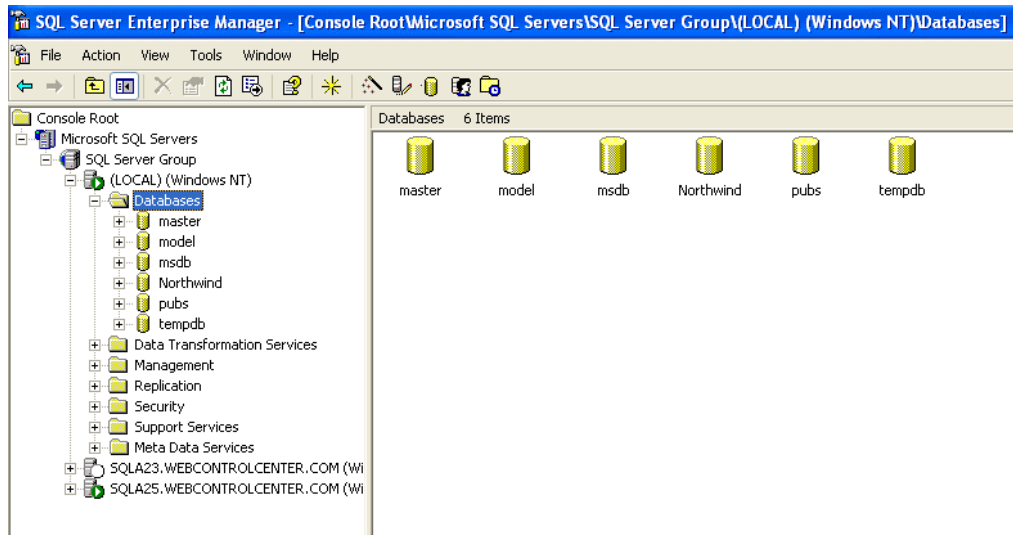 SQL Server Enterprise Manager - [Console Root\Microsoft SQL Servers\SQL Server Group\(LOCAL) (Windows NT)\Databases]
File Action View Tools Window Help
Console Root
Microsoft SQL Servers
SQL Server Group
(LOCAL) (Windows NT)
Databases
master
model
msdb
Northwind
pubs
tempdb
Data Transformation Services
Management
Replication
Security
Support Services
Meta Data Services
SQLA23.WEBCONTROLCENTER.COM (Wi
SQLA25.WEBCONTROLCENTER.COM (Wi
Databases 6 Items
master model msdb Northwind pubs tempdb